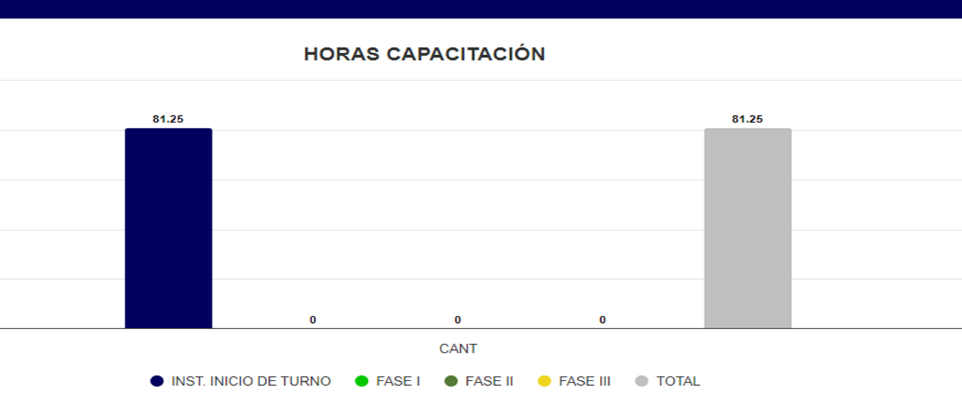 HORAS CAPACITACIÓN
81.25
81.25
0
0
0
CANT
INST. INICIO DE TURNO
FASE I
FASE II
FASE III
TOTAL